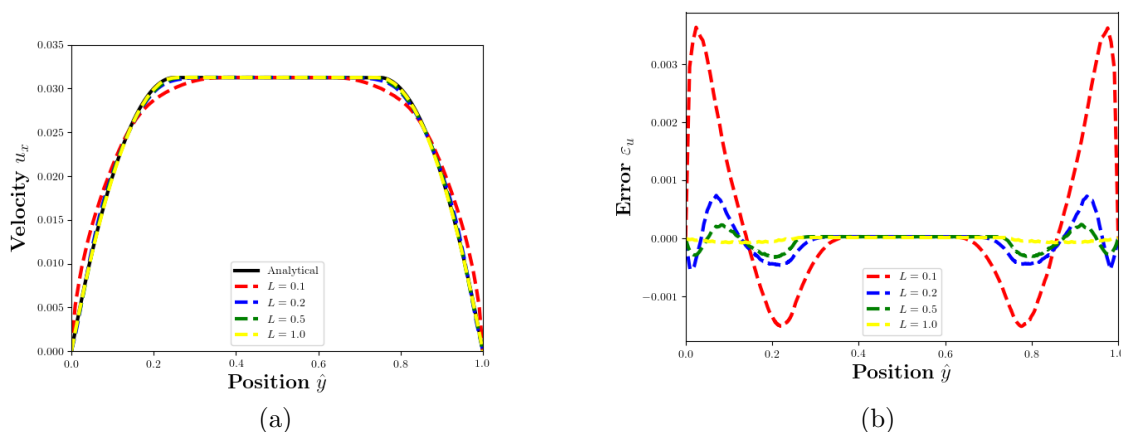 0.035
0.030
0.025
0.020
0.015
0.010
0.005
0.000
Velocity u_x
Analytical
L = 0.1
L = 0.2
L = 0.5
L = 1.0
0.0 0.2 0.4 0.6 0.8 1.0
Position ŷ
(a)
0.003
0.002
0.001
0.000
−0.001
Error ε_u
L = 0.1
L = 0.2
L = 0.5
L = 1.0
0.0 0.2 0.4 0.6 0.8 1.0
Position ŷ
(b)